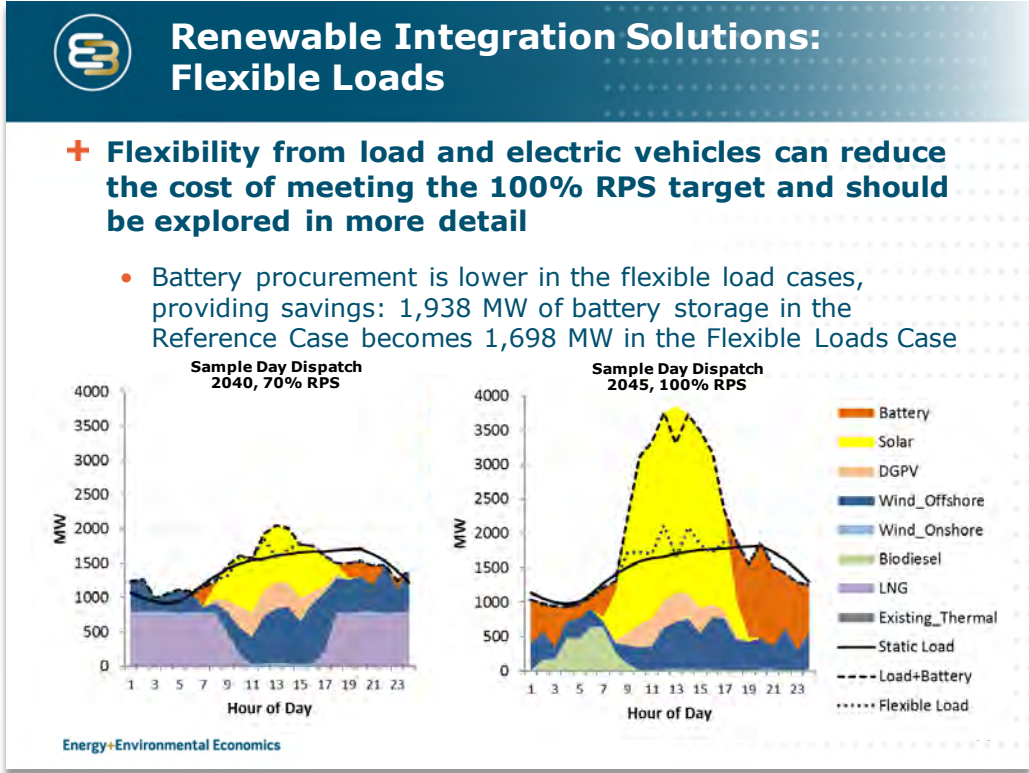 Renewable Integration Solutions:
Flexible Loads
+ Flexibility from load and electric vehicles can reduce
the cost of meeting the 100% RPS target and should
be explored in more detail
• Battery procurement is lower in the flexible load cases,
providing savings: 1,938 MW of battery storage in the
Reference Case becomes 1,698 MW in the Flexible Loads Case
Sample Day Dispatch
2040, 70% RPS
4000
3500
3000
2500
2000
1500
1000
500
0
MW
1 3 5 7 9 11 13 15 17 19 21 23
Hour of Day
Sample Day Dispatch
2045, 100% RPS
4000
3500
3000
2500
2000
1500
1000
500
0
MW
1 3 5 7 9 11 13 15 17 19 21 23
Hour of Day
Battery
Solar
DGPV
Wind_Offshore
Wind_Onshore
Biodiesel
LNG
Existing_Thermal
Static Load
Load+Battery
Flexible Load
Energy+Environmental Economics